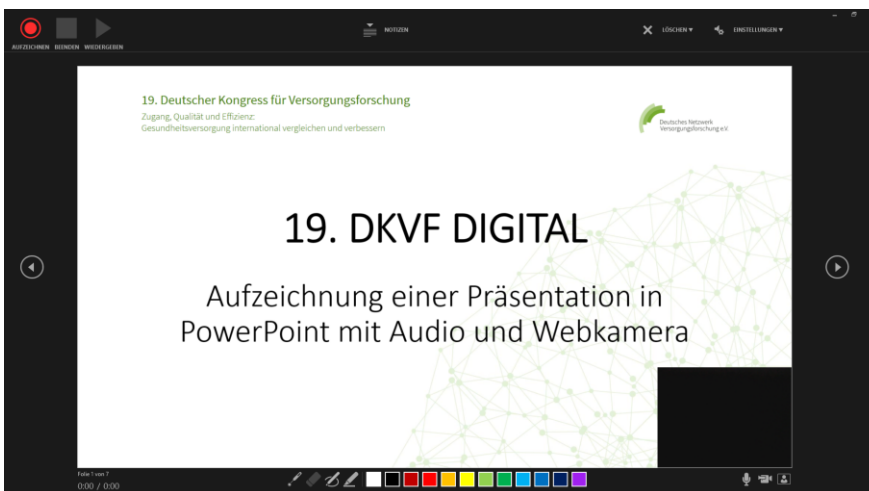 AUFZEICHNEN BEENDEN WIEDERGEBEN
NOTIZEN
LÖSCHEN
EINSTELLUNGEN
19. Deutscher Kongress für Versorgungsforschung
Zugang, Qualität und Effizienz:
Gesundheitsversorgung international vergleichen und verbessern
Deutsches Netzwerk
Versorgungsforschung e.V.
19. DKVF DIGITAL
Aufzeichnung einer Präsentation in
PowerPoint mit Audio und Webkamera
Folie 1 von 7
0:00 / 0:00